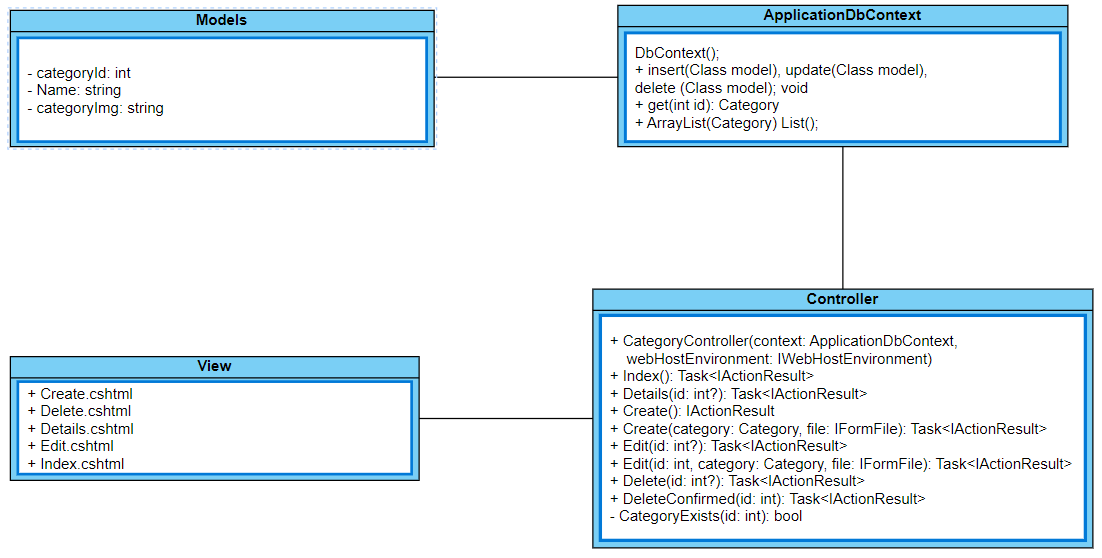 Models
- categoryId: int
- Name: string
- categoryImg: string
ApplicationDbContext
DbContext();
+ insert(Class model), update(Class model),
delete (Class model); void
+ get(int id): Category
+ ArrayList(Category) List();
View
+ Create.cshtml
+ Delete.cshtml
+ Details.cshtml
+ Edit.cshtml
+ Index.cshtml
Controller
+ CategoryController(context: ApplicationDbContext,
webHostEnvironment: IWebHostEnvironment)
+ Index(): Task<IActionResult>
+ Details(id: int?): Task<IActionResult>
+ Create(): IActionResult
+ Create(category: Category, file: IFormFile): Task<IActionResult>
+ Edit(id: int?): Task<IActionResult>
+ Edit(id: int, category: Category, file: IFormFile): Task<IActionResult>
+ Delete(id: int?): Task<IActionResult>
+ DeleteConfirmed(id: int): Task<IActionResult>
- CategoryExists(id: int): bool